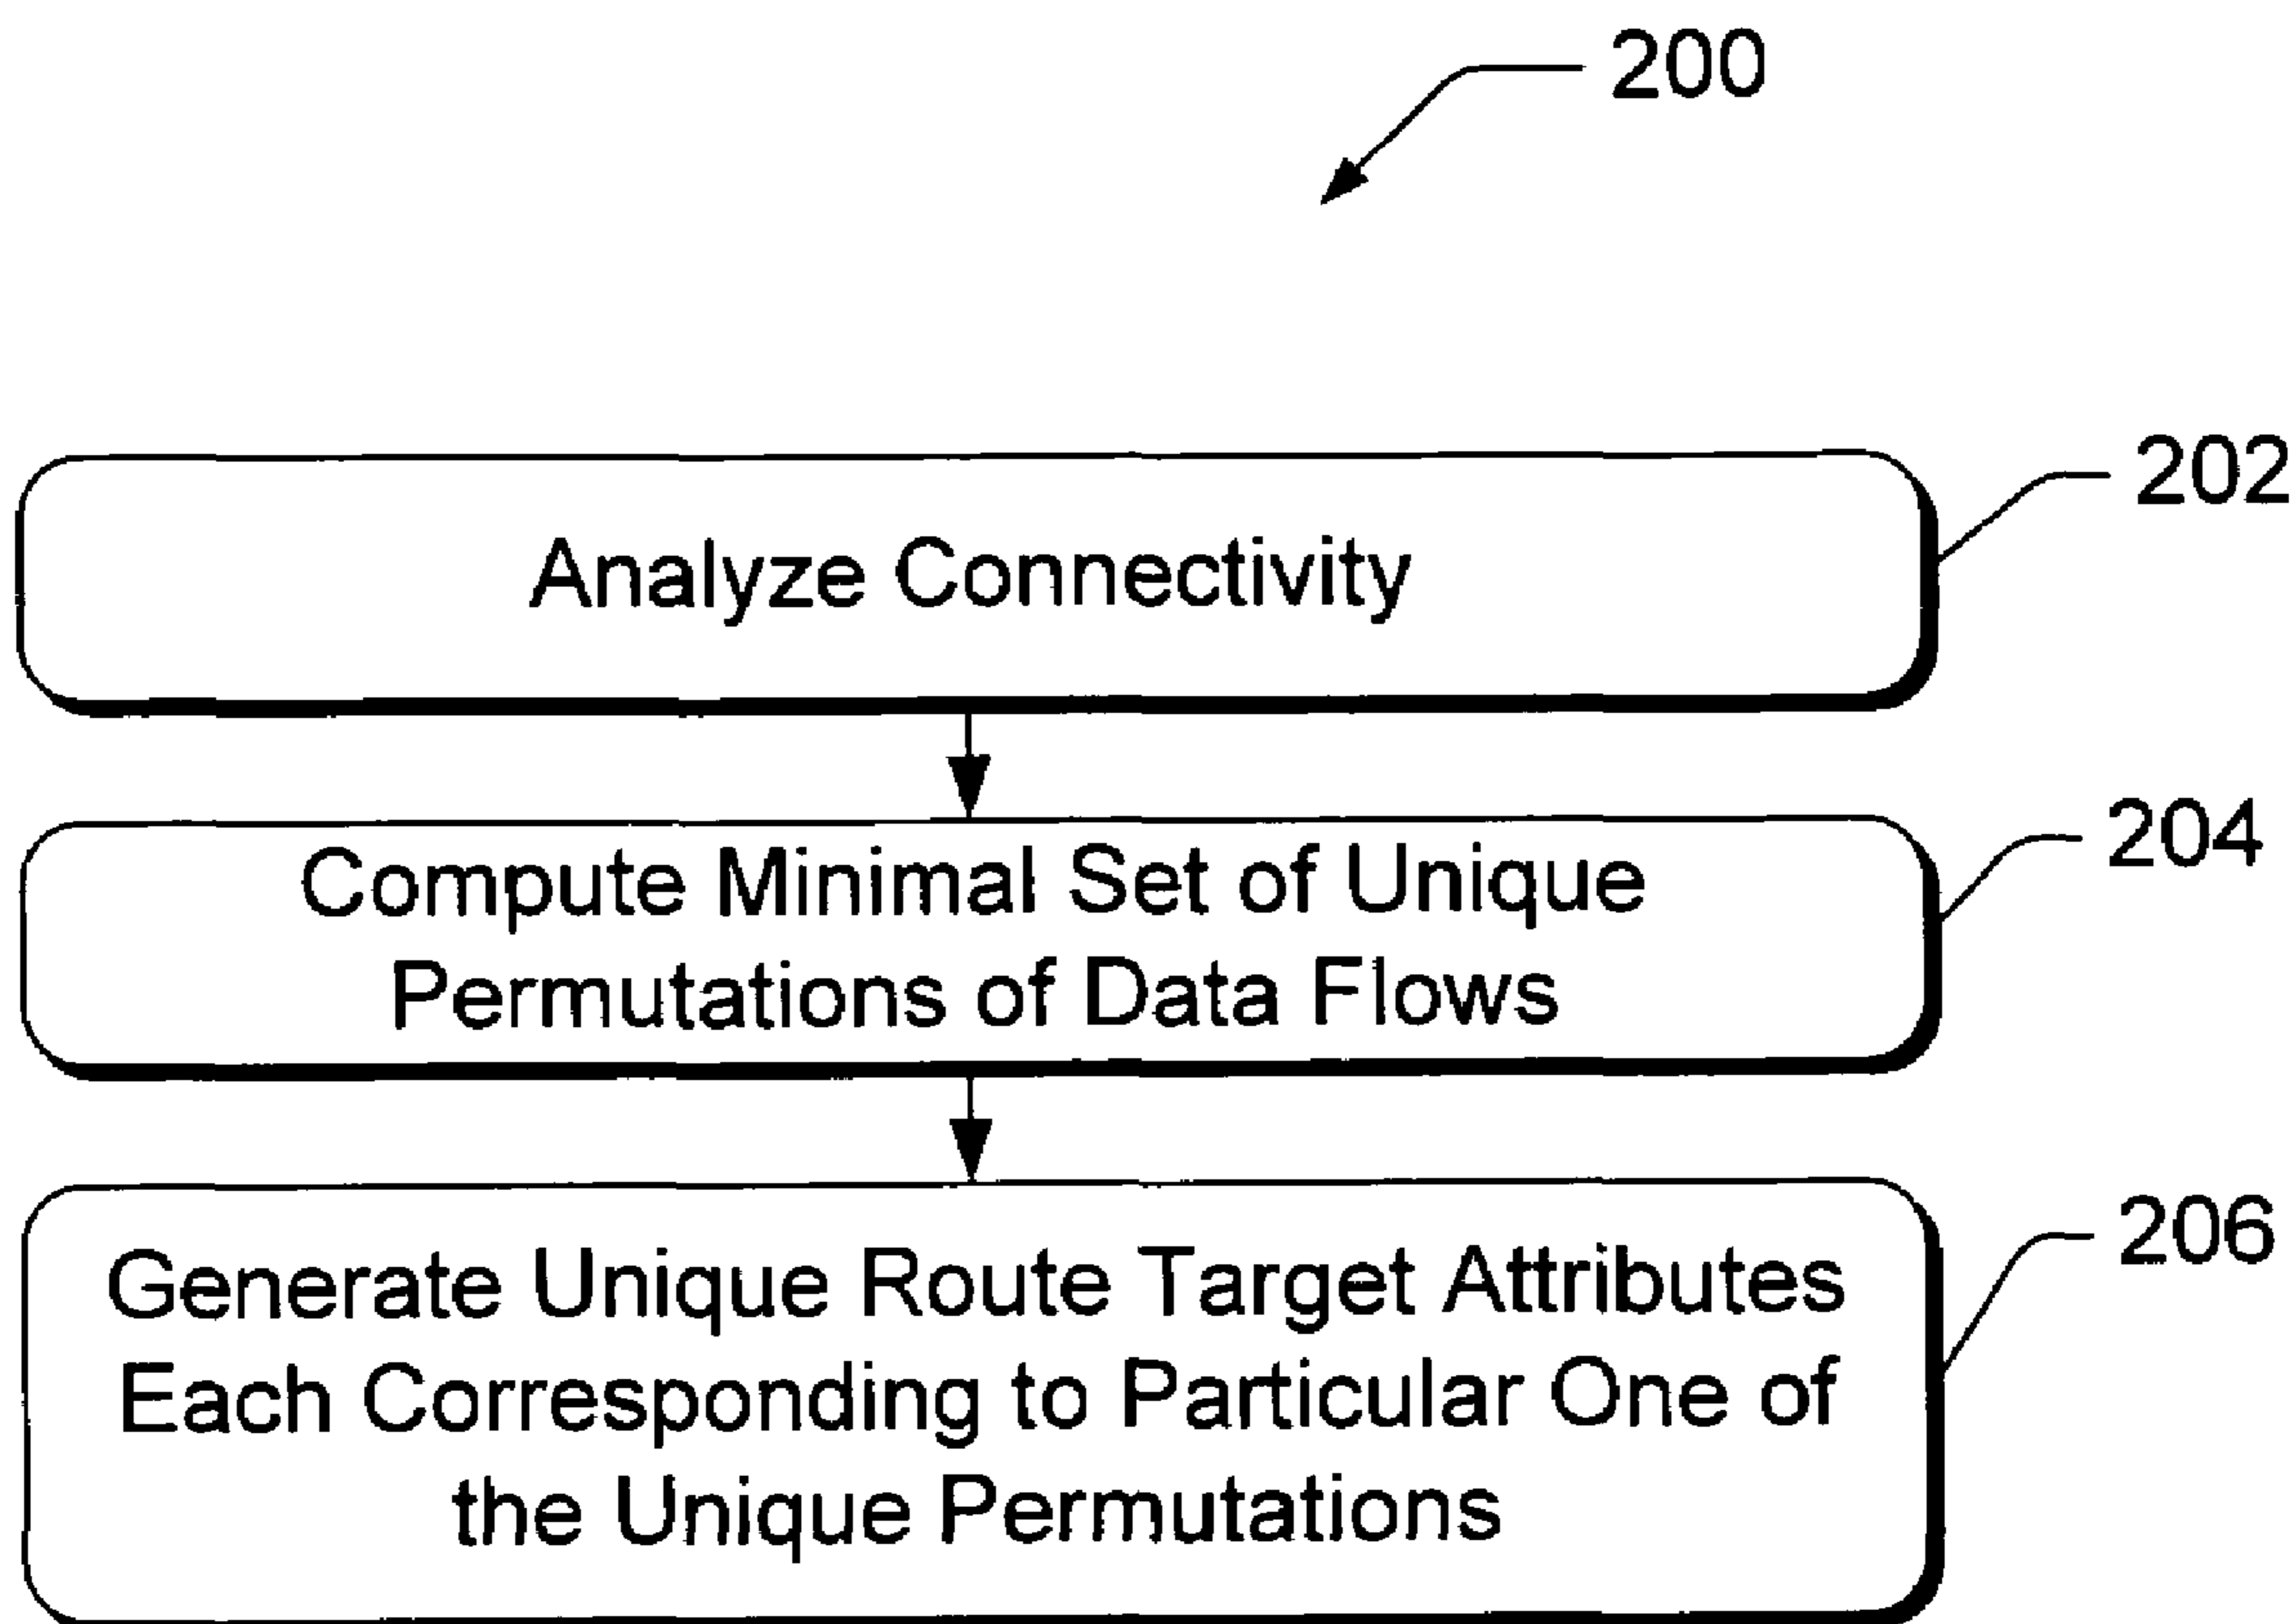 200
202
Analyze Connectivity
204
Compute Minimal Set of Unique
Permutations of Data Flows
206
Generate Unique Route Target Attributes
Each Corresponding to Particular One of
the Unique Permutations